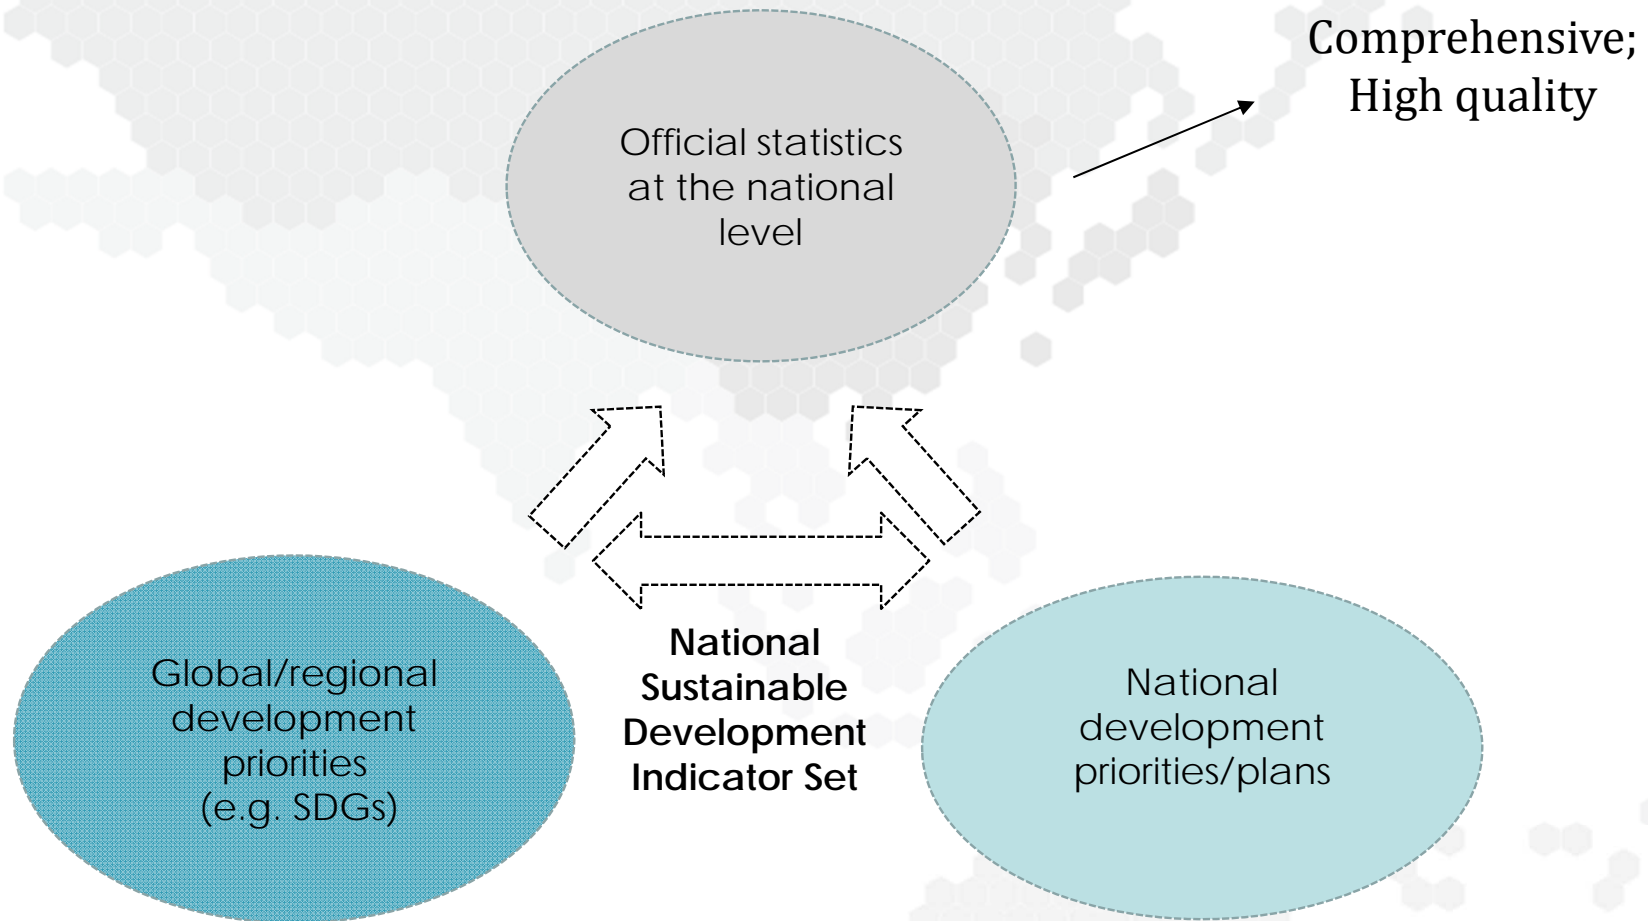 Comprehensive;
High quality
Official statistics
at the national
level
Global/regional
development
priorities
(e.g. SDGs)
National
Sustainable
Development
Indicator Set
National
development
priorities/plans